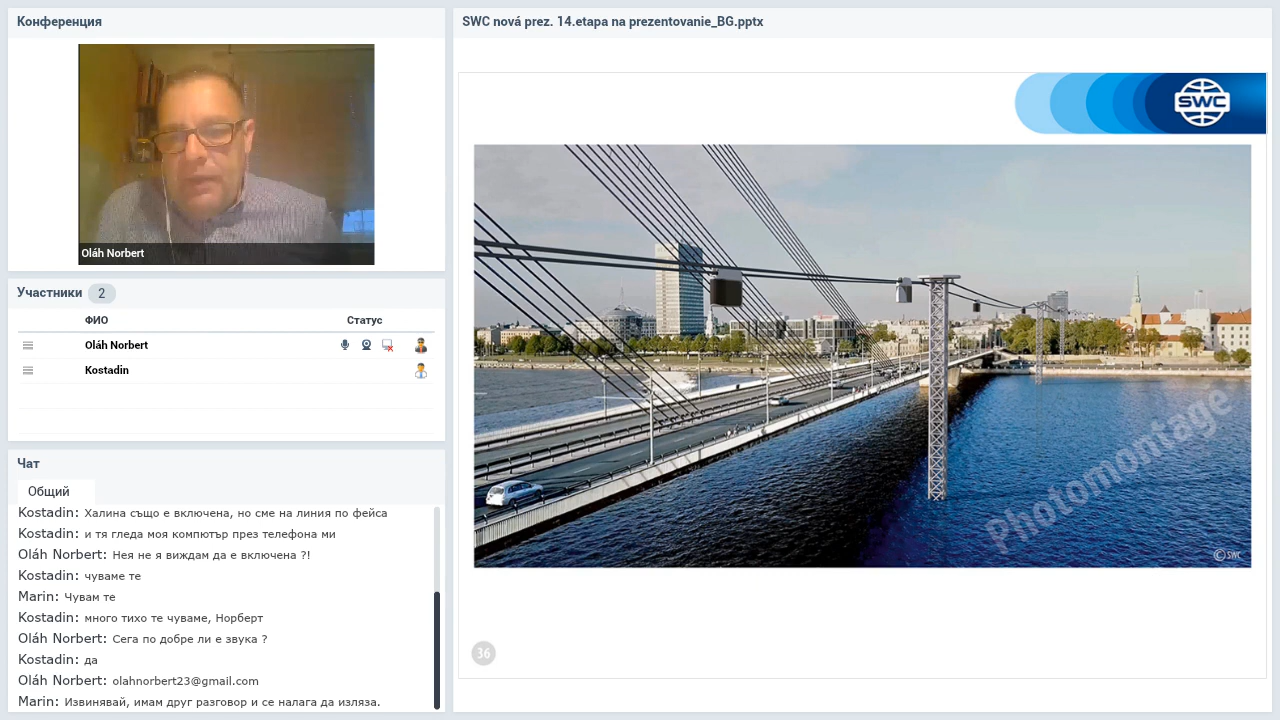 Конференция
Oláh Norbert
Участники 2
ФИО Статус
Oláh Norbert
Kostadin
Чат
Общий
Kostadin: Халина също е включена, но сме на линия по фейса
Kostadin: и тя гледа моя компютър през телефона ми
Oláh Norbert: Нея не я виждам да е включена ?!
Kostadin: чуваме те
Marin: Чувам те
Kostadin: много тихо те чуваме, Норберт
Oláh Norbert: Сега по добре ли е звука ?
Kostadin: да
Oláh Norbert: olahnorbert23@gmail.com
Marin: Извинявай, имам друг разговор и се налага да изляза.
SWC nová prez. 14.etapa na prezentovanie_BG.pptx
SWC
Photomontage
© SWC
36